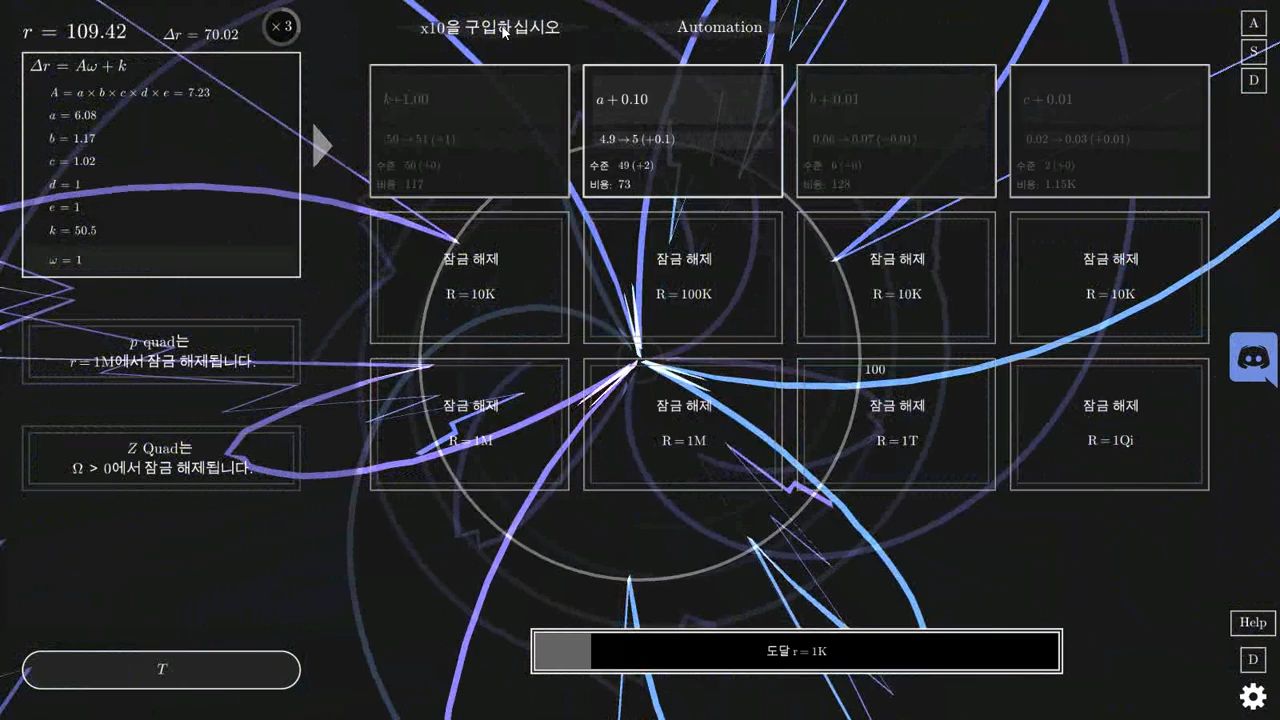 r = 109.42
Δr = 70.02
× 3
x10을 구입하십시오
Automation
A
S
D
Δr = Aω + k
A = a × b × c × d × e = 7.23
a = 6.08
b = 1.17
c = 1.02
d = 1
e = 1
k = 50.5
ω = 1
k+1.00
50→51 (+1)
수준 50 (+0)
비용: 117
a + 0.10
4.9→5 (+0.1)
수준 49 (+2)
비용: 73
b + 0.01
0.06→0.07 (+0.01)
수준 6 (+0)
비용: 128
c + 0.01
0.02→0.03 (+0.01)
수준 2 (+0)
비용: 1.15K
잠금 해제
R = 10K
잠금 해제
R = 100K
잠금 해제
R = 10K
잠금 해제
R = 10K
p quad는
r = 1M에서 잠금 해제됩니다.
100
잠금 해제
R = 1M
잠금 해제
R = 1M
잠금 해제
R = 1T
잠금 해제
R = 1Qi
Z Quad는
Ω > 0에서 잠금 해제됩니다.
도달 r = 1K
T
Help
D